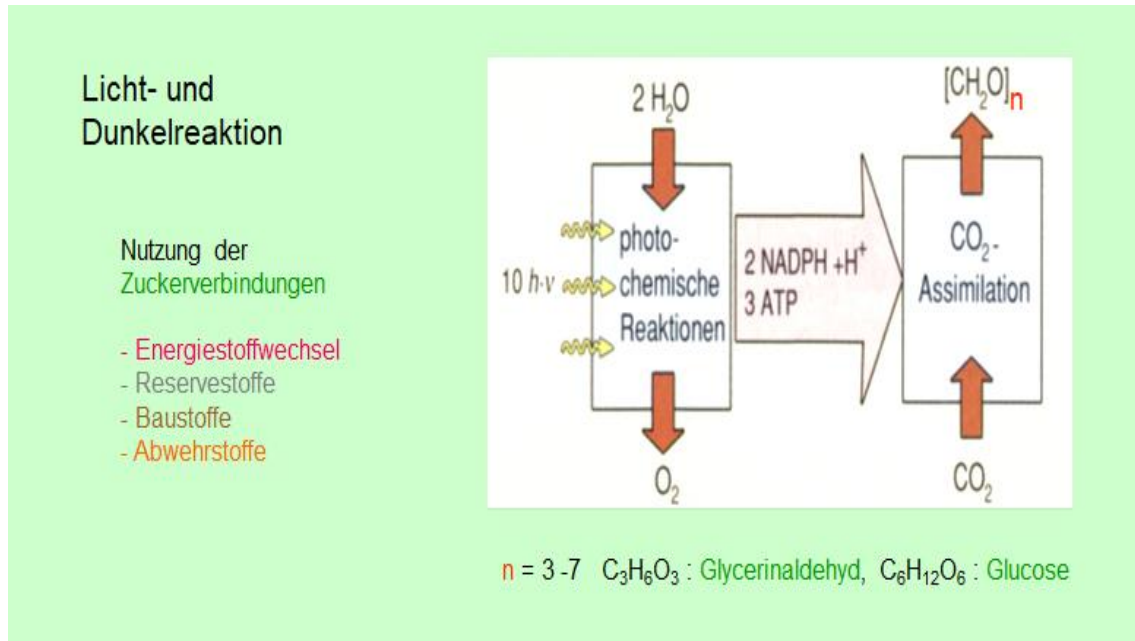 Licht- und
Dunkelreaktion
Nutzung der
Zuckerverbindungen
- Energiestoffwechsel
- Reservestoffe
- Baustoffe
- Abwehrstoffe
2 H₂O
[CH₂O]n
photo-
chemische
Reaktionen
10 h·ν
2 NADPH +H⁺
3 ATP
CO₂-
Assimilation
O₂
CO₂
n = 3 -7 C₃H₆O₃ : Glycerinaldehyd, C₆H₁₂O₆ : Glucose